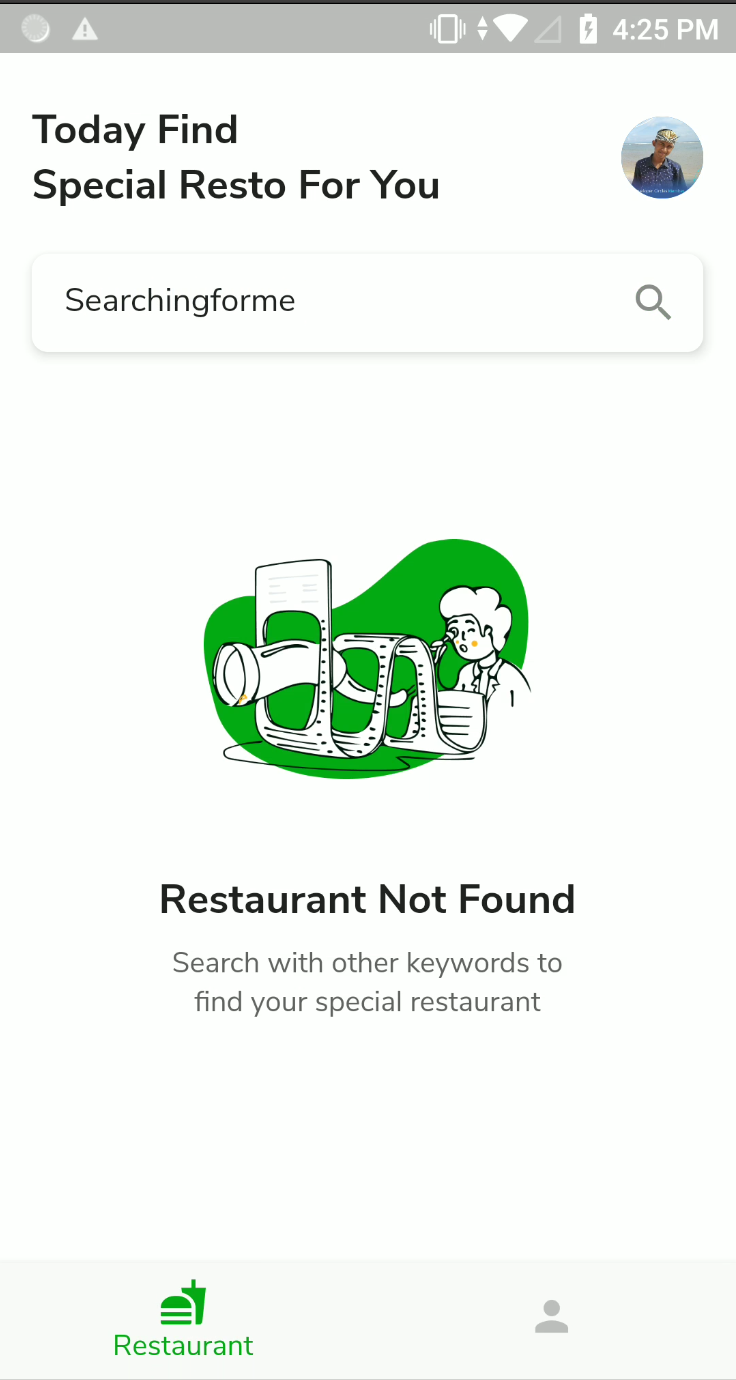 4:25 PM
Today Find
Special Resto For You
Searchingforme
Restaurant Not Found
Search with other keywords to
find your special restaurant
Restaurant